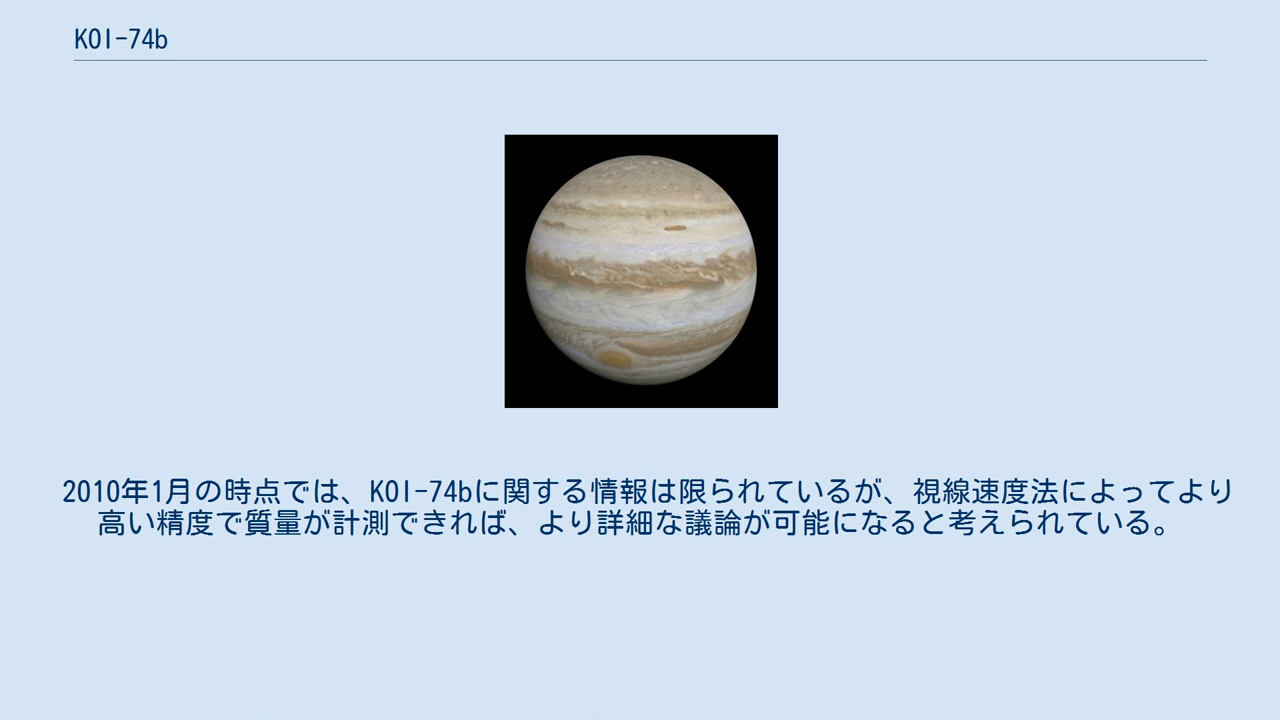 KOI-74b
2010年1月の時点では、KOI-74bに関する情報は限られているが、視線速度法によってより
高い精度で質量が計測できれば、より詳細な議論が可能になると考えられている。